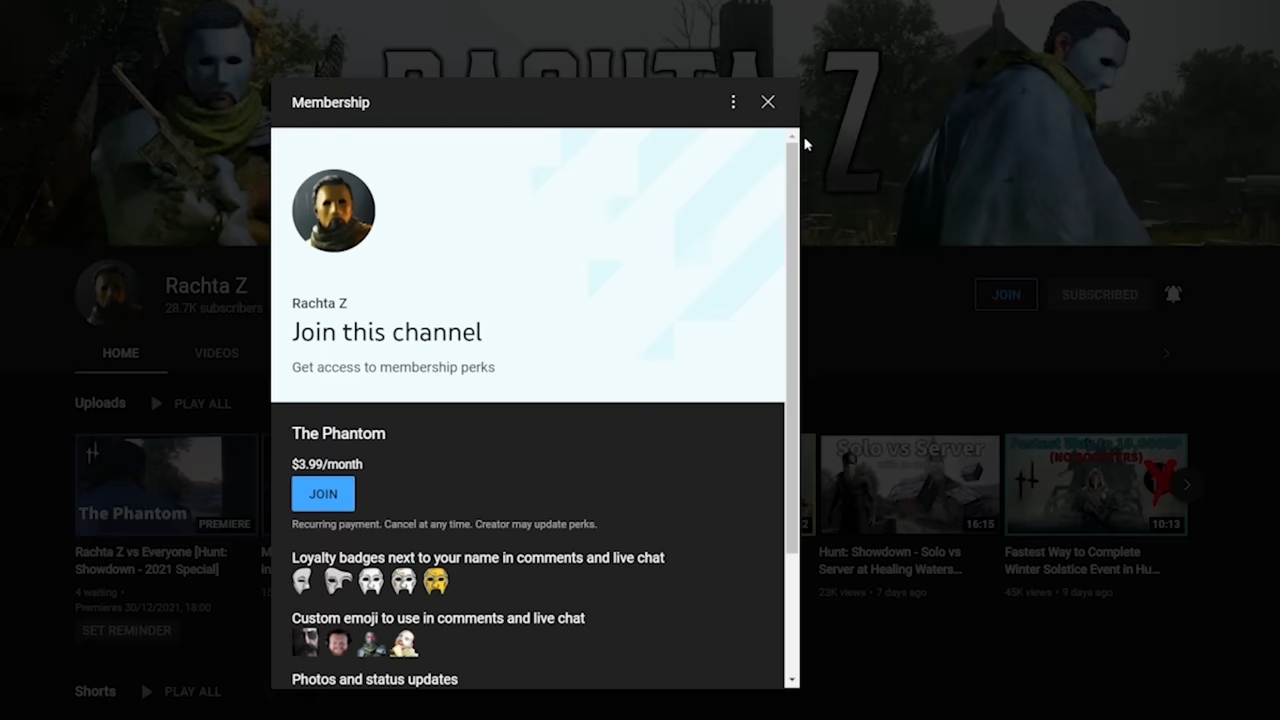 RACHTA Z
Membership
Rachta Z
Join this channel
Get access to membership perks
Rachta Z
28.7K subscribers
JOIN
SUBSCRIBED
HOME
VIDEOS
Uploads
PLAY ALL
The Phantom
$3.99/month
JOIN
Recurring payment. Cancel at any time. Creator may update perks.
Loyalty badges next to your name in comments and live chat
Custom emoji to use in comments and live chat
Photos and status updates
The Phantom
PREMIERE
Rachta Z vs Everyone [Hunt:
Showdown - 2021 Special]
4 waiting •
Premieres 30/12/2021, 18:00
SET REMINDER
Solo vs Server
16:15
Hunt: Showdown - Solo vs
Server at Healing Waters...
23K views • 7 days ago
(NO BOOSTERS)
10:13
Fastest Way to Complete
Winter Solstice Event in Hu...
45K views • 9 days ago
Shorts
PLAY ALL